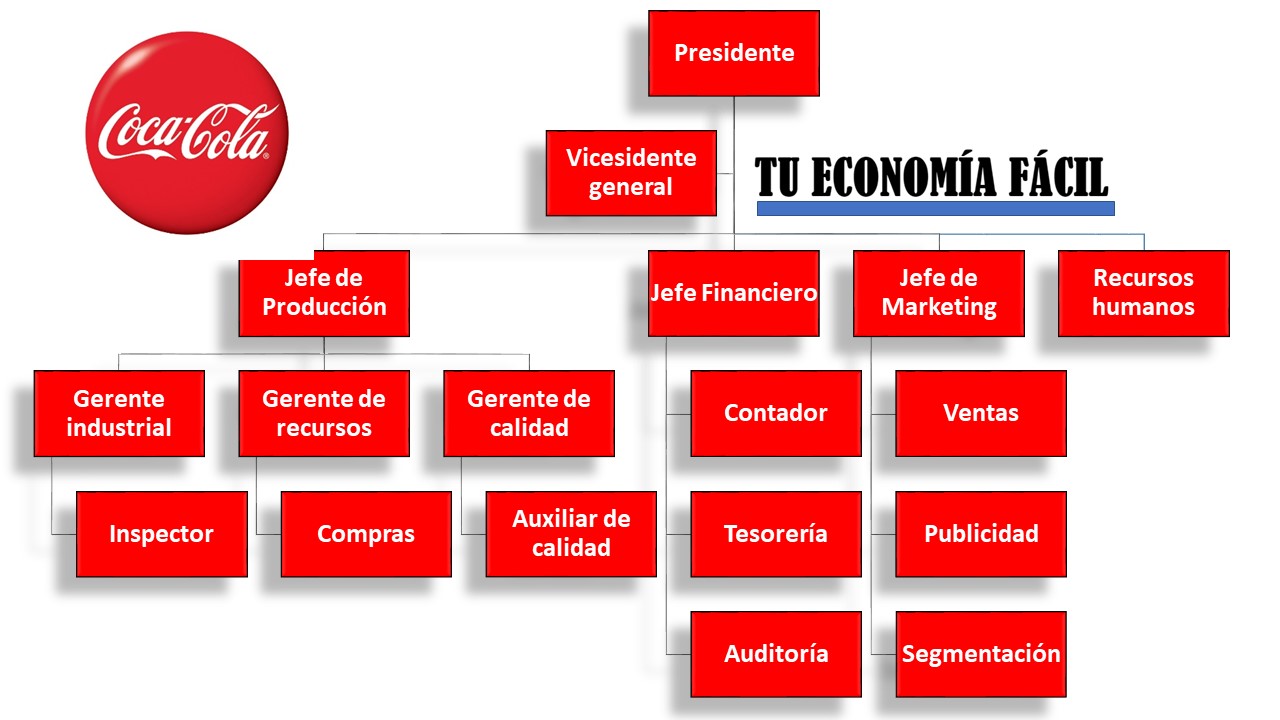 Coca-Cola
Presidente
Vicesidente
general
TU ECONOMÍA FÁCIL
Jefe de
Producción
Jefe Financiero
Jefe de
Marketing
Recursos
humanos
Gerente
industrial
Gerente de
recursos
Gerente de
calidad
Contador
Ventas
Inspector
Compras
Auxiliar de
calidad
Tesorería
Publicidad
Auditoría
Segmentación